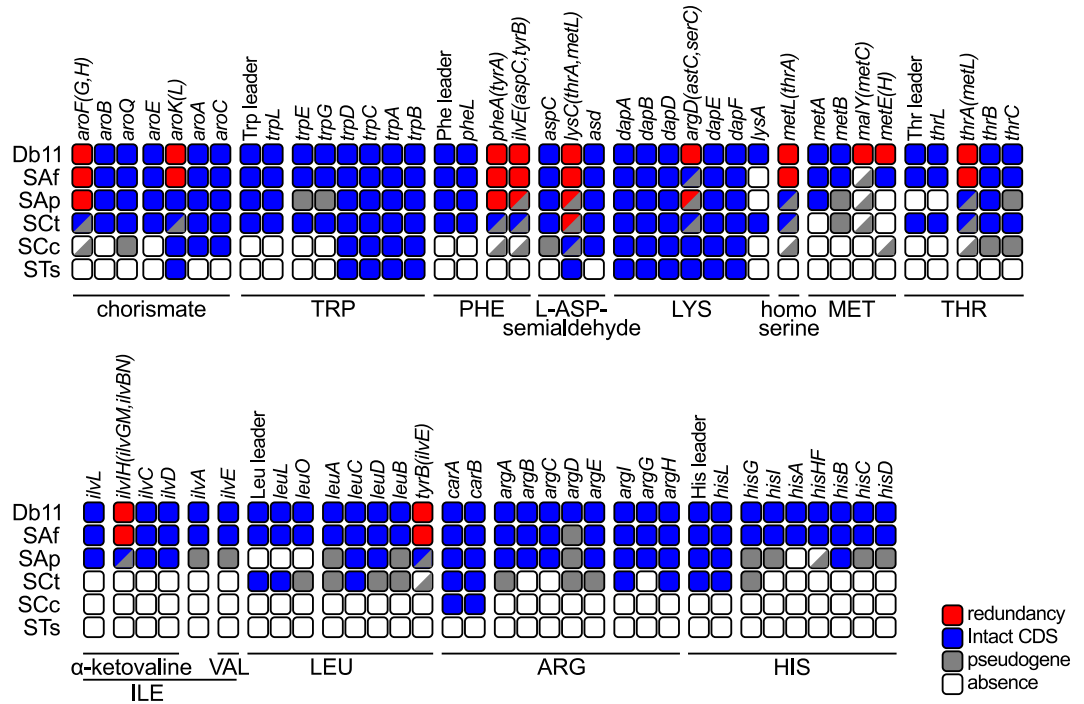 aroF(G,H) aroB aroQ aroE aroK(L) aroA aroC Trp leader trpL trpE trpG trpD trpC trpA trpB Phe leader pheL pheA(tyrA) ilvE(aspC,tyrB) aspC lysC(thrA,metL) asd dapA dapB dapD argD(astC,serC) dapE dapF lysA metL(thrA) metA metB malY(metC) metE(H) Thr leader thrL thrA(metL) thrB thrC
Db11
SAf
SAp
SCt
SCc
STs
chorismate TRP PHE L-ASP- LYS homo MET THR
semialdehyde serine
ilvL ilvH(ilvGM,ilvBN) ilvC ilvD ilvA ilvE Leu leader leuL leuO leuA leuC leuD leuB tyrB(ilvE) carA carB argA argB argC argD argE argI argG argH His leader hisL hisG hisI hisA hisHF hisB hisC hisD
Db11
SAf
SAp
SCt
SCc
STs
α-ketovaline VAL LEU ARG HIS
ILE
redundancy
Intact CDS
pseudogene
absence